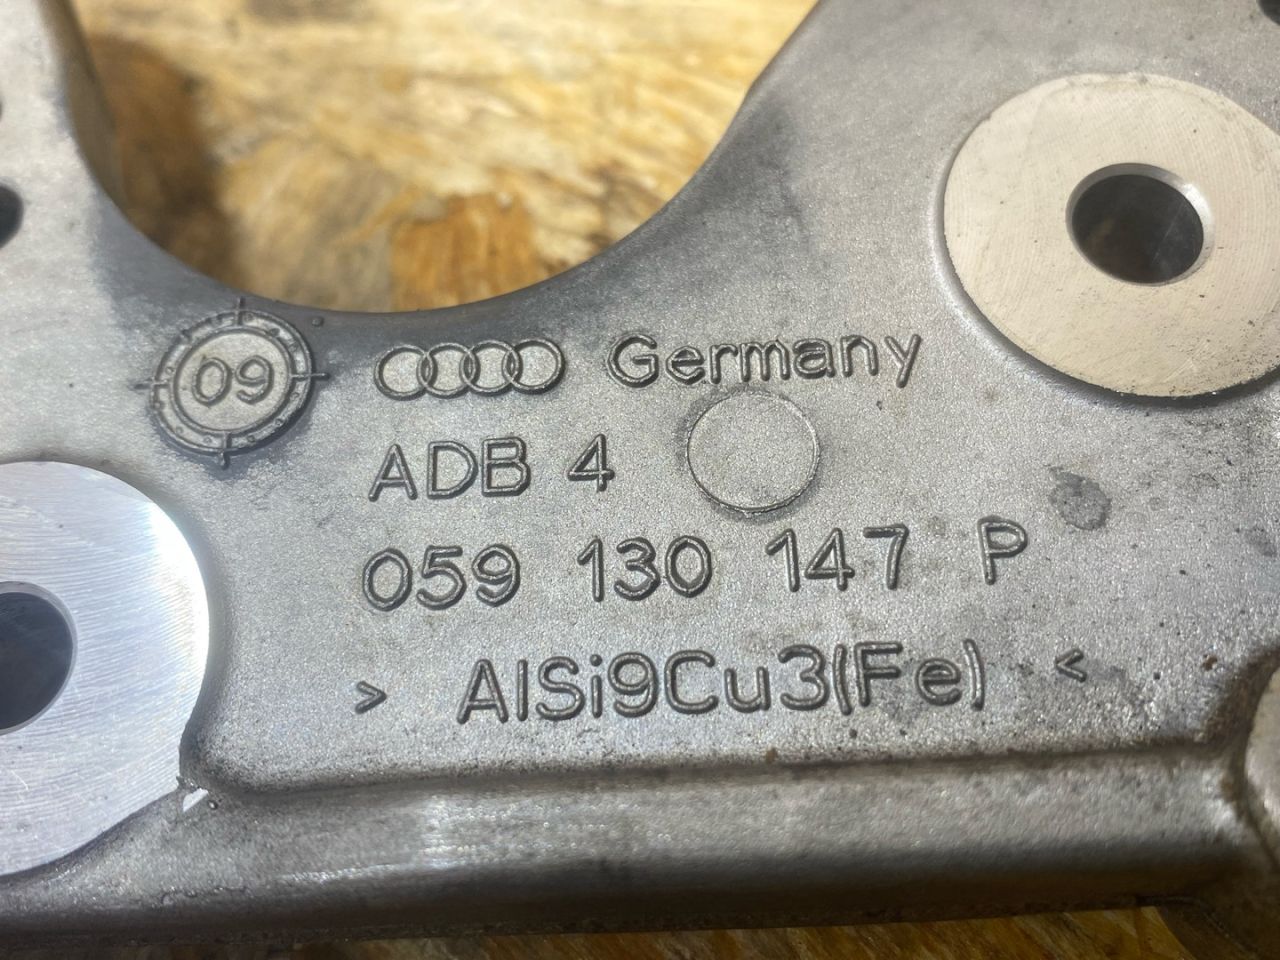 09
Germany
ADB 4
059 130 147 P
> AlSi9Cu3(Fe) <